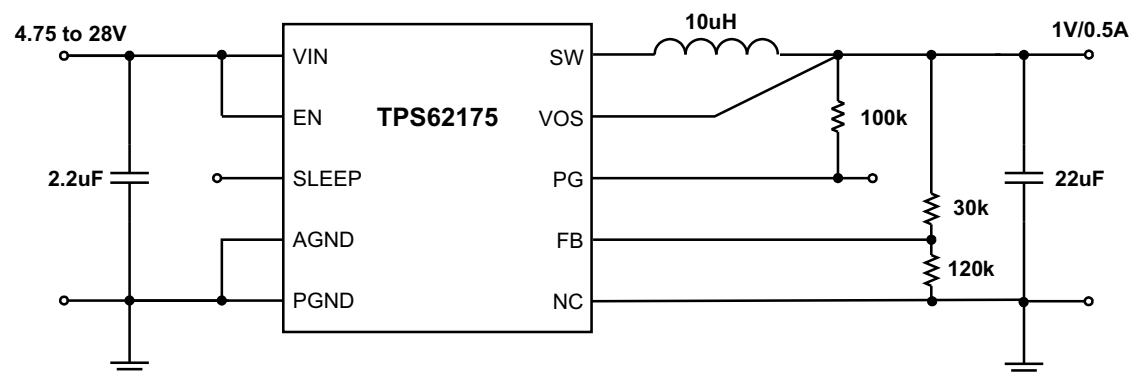 10uH
4.75 to 28V
1V/0.5A
VIN
SW
EN
TPS62175
VOS
100k
2.2uF
SLEEP
PG
22uF
30k
AGND
FB
120k
PGND
NC